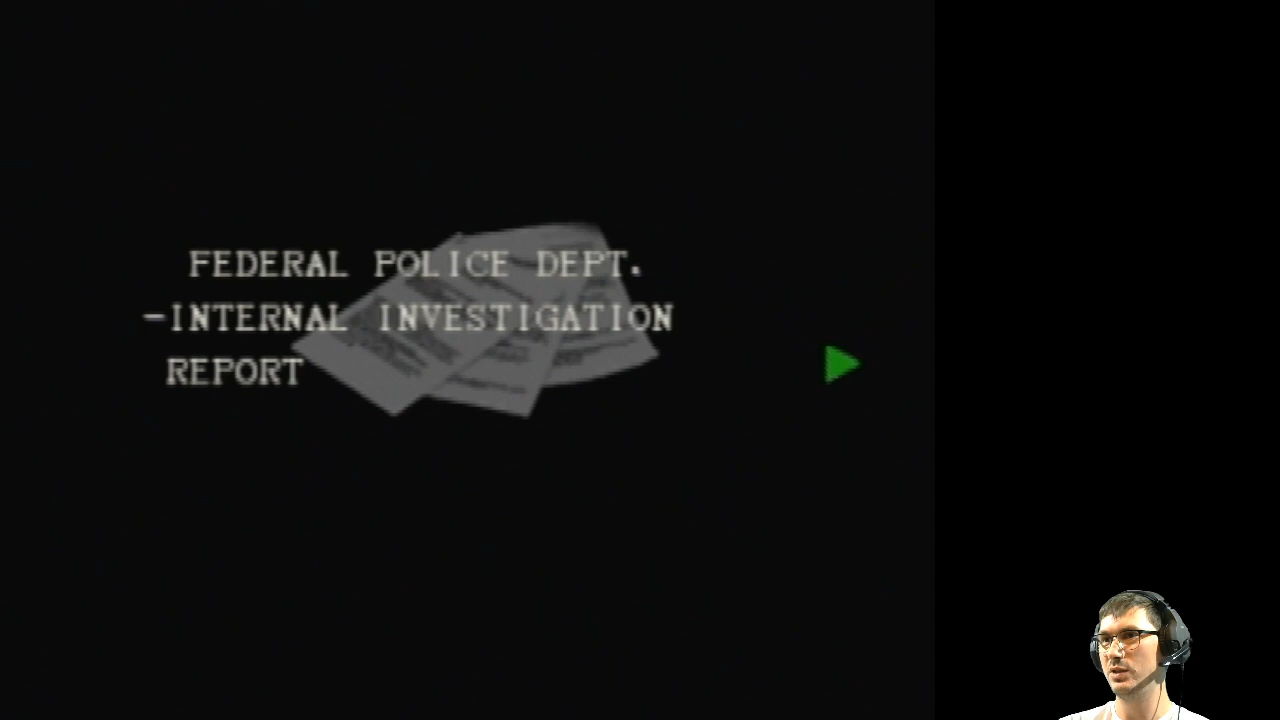 FEDERAL POLICE DEPT.
-INTERNAL INVESTIGATION
REPORT